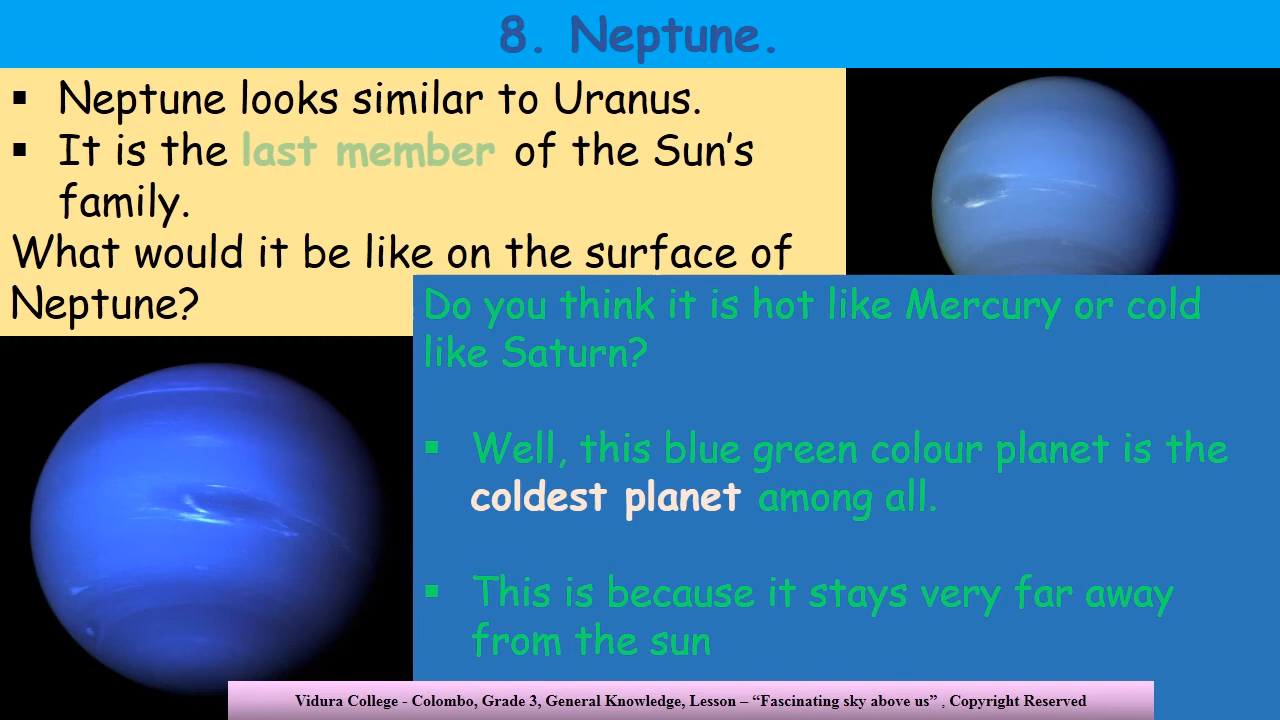 8. Neptune.
▪ Neptune looks similar to Uranus.
▪ It is the last member of the Sun’s
family.
What would it be like on the surface of
Neptune?
Do you think it is hot like Mercury or cold
like Saturn?
▪ Well, this blue green colour planet is the
coldest planet among all.
▪ This is because it stays very far away
from the sun
Vidura College - Colombo, Grade 3, General Knowledge, Lesson – “Fascinating sky above us” , Copyright Reserved